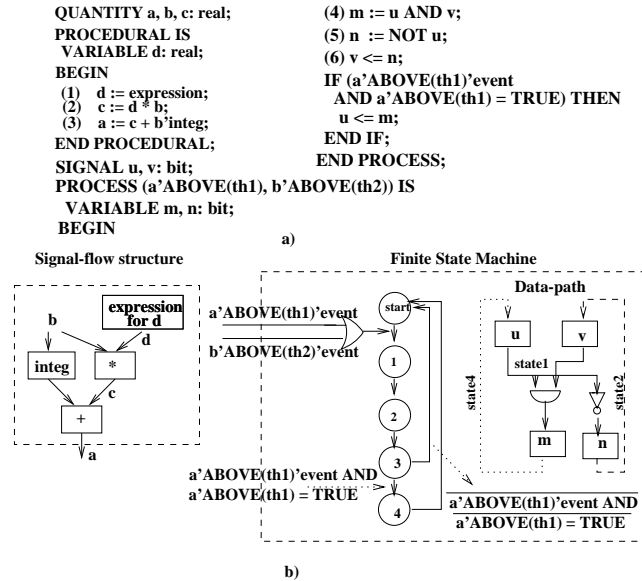 QUANTITY a, b, c: real;
PROCEDURAL IS
VARIABLE d: real;
BEGIN
(1) d := expression;
(2) c := d * b;
(3) a := c + b'integ;
END PROCEDURAL;
SIGNAL u, v: bit;
PROCESS (a'ABOVE(th1), b'ABOVE(th2)) IS
VARIABLE m, n: bit;
BEGIN
(4) m := u AND v;
(5) n := NOT u;
(6) v <= n;
IF (a'ABOVE(th1)'event
AND a'ABOVE(th1) = TRUE) THEN
u <= m;
END IF;
END PROCESS;
a)
Signal-flow structure
b
expression
for d
d
integ
*
c
+
a
Finite State Machine
a'ABOVE(th1)'event
b'ABOVE(th2)'event
start
1
2
3
4
a'ABOVE(th1)'event AND
a'ABOVE(th1) = TRUE
Data-path
u
v
state1
state4
state2
m
n
a'ABOVE(th1)'event AND
a'ABOVE(th1) = TRUE
b)